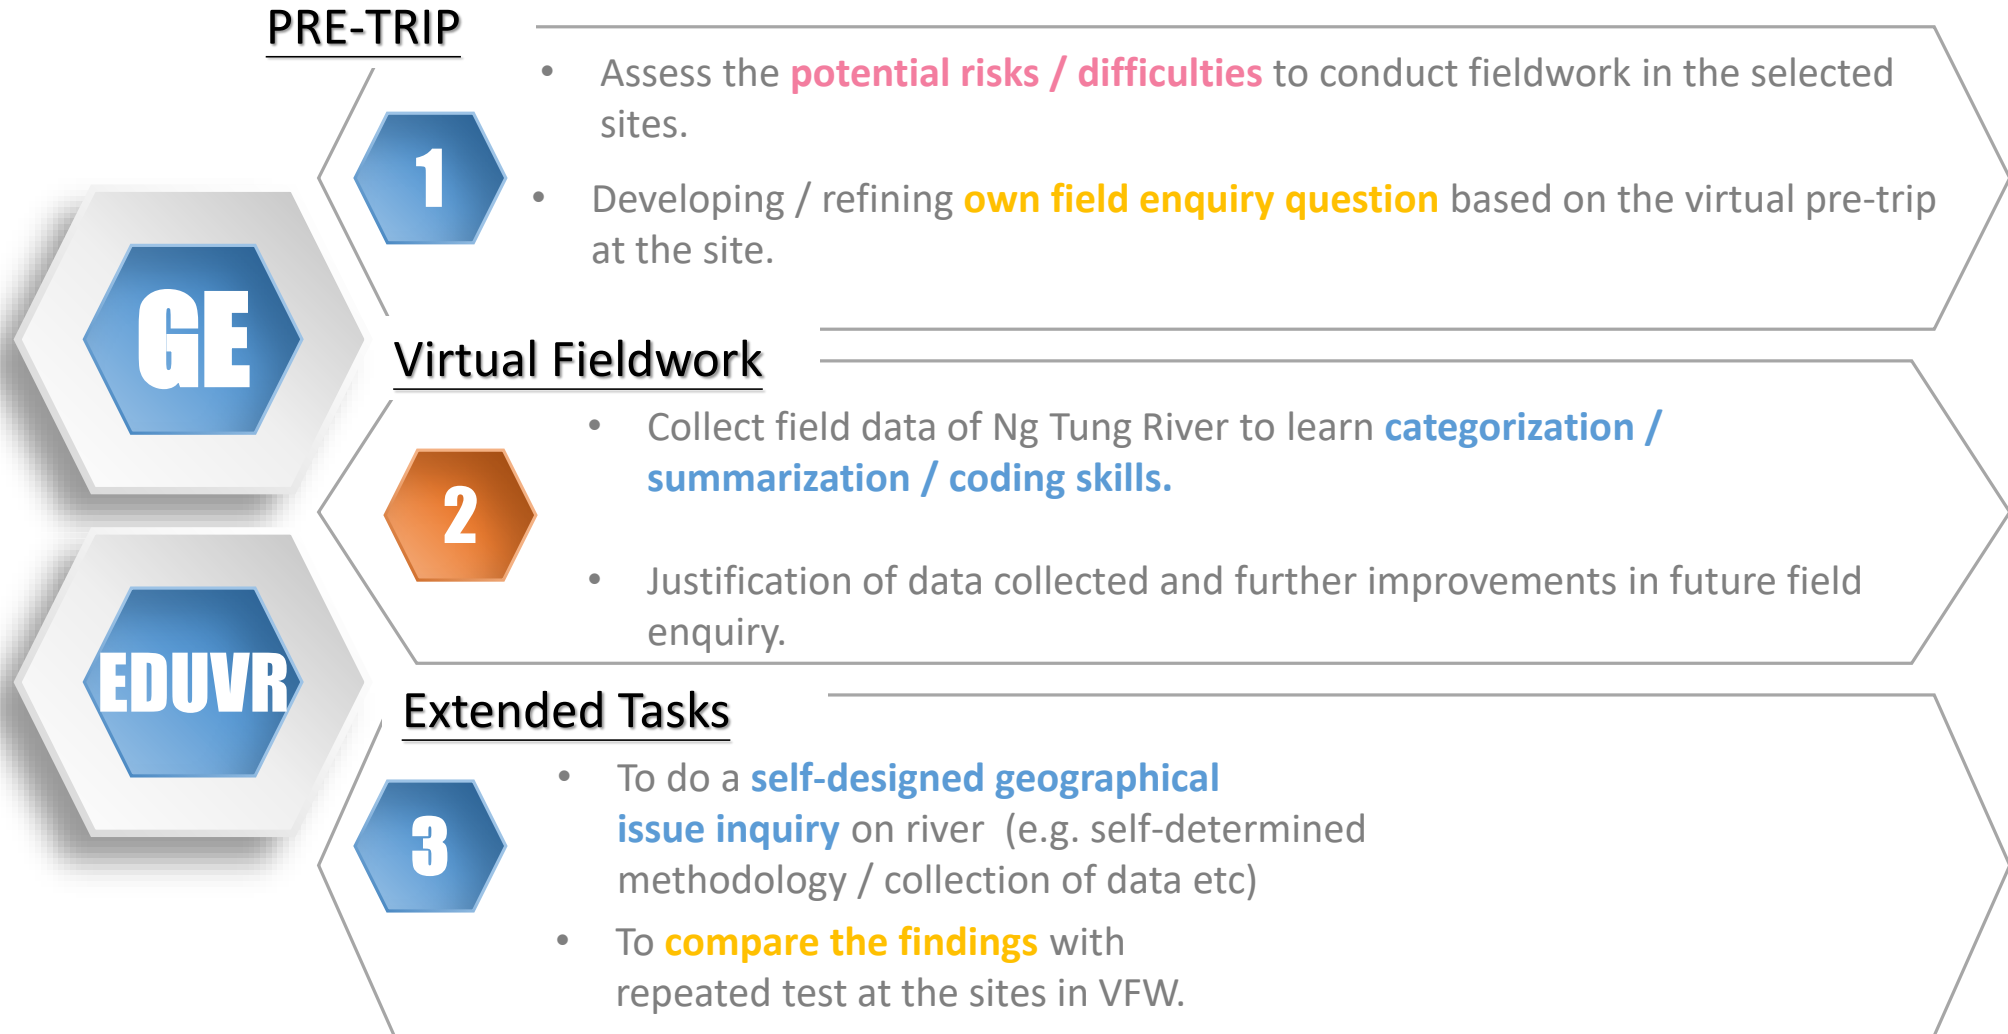 PRE-TRIP
• Assess the potential risks / difficulties to conduct fieldwork in the selected
sites.
1
• Developing / refining own field enquiry question based on the virtual pre-trip
at the site.
GE
Virtual Fieldwork
• Collect field data of Ng Tung River to learn categorization /
summarization / coding skills.
2
• Justification of data collected and further improvements in future field
enquiry.
EDUVR
Extended Tasks
• To do a self-designed geographical
issue inquiry on river (e.g. self-determined
methodology / collection of data etc)
3
• To compare the findings with
repeated test at the sites in VFW.